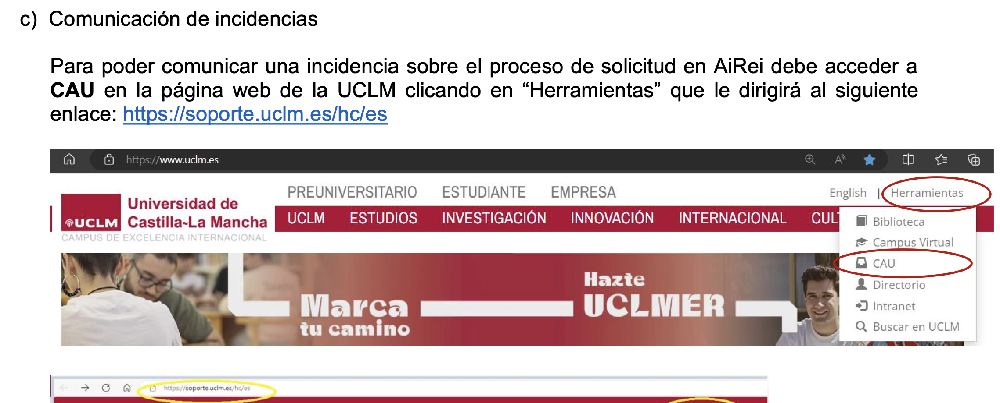 c) Comunicación de incidencias
Para poder comunicar una incidencia sobre el proceso de solicitud en AiRei debe acceder a
CAU en la página web de la UCLM clicando en “Herramientas” que le dirigirá al siguiente
enlace: https://soporte.uclm.es/hc/es
https://www.uclm.es
PREUNIVERSITARIO ESTUDIANTE EMPRESA
English | Herramientas
UCLM
Universidad de
Castilla~La Mancha
CAMPUS DE EXCELENCIA INTERNACIONAL
UCLM ESTUDIOS INVESTIGACIÓN INNOVACIÓN INTERNACIONAL CULT
Biblioteca
Campus Virtual
CAU
Directorio
Intranet
Buscar en UCLM
Marca
tu camino
Hazte
UCLMER
https://soporte.uclm.es/hc/es